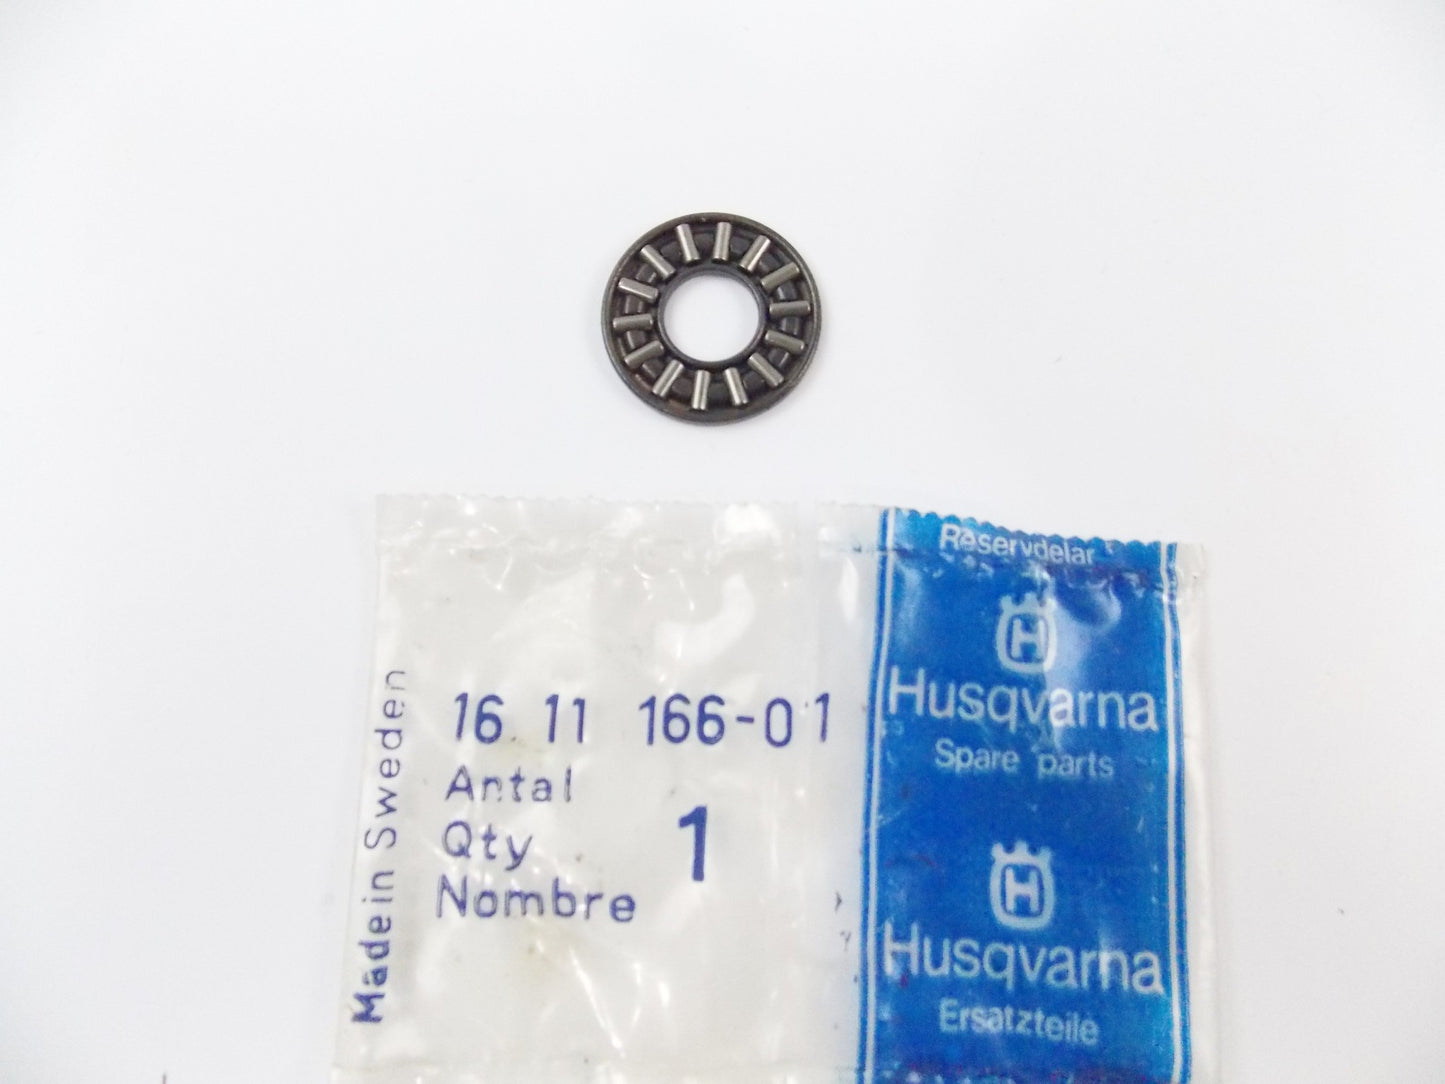 Made in Sweden
16 11 166-01
Antal
Qty 1
Nombre
Reservdelar
H
Husqvarna
Spare parts
H
Husqvarna
Ersatzteile